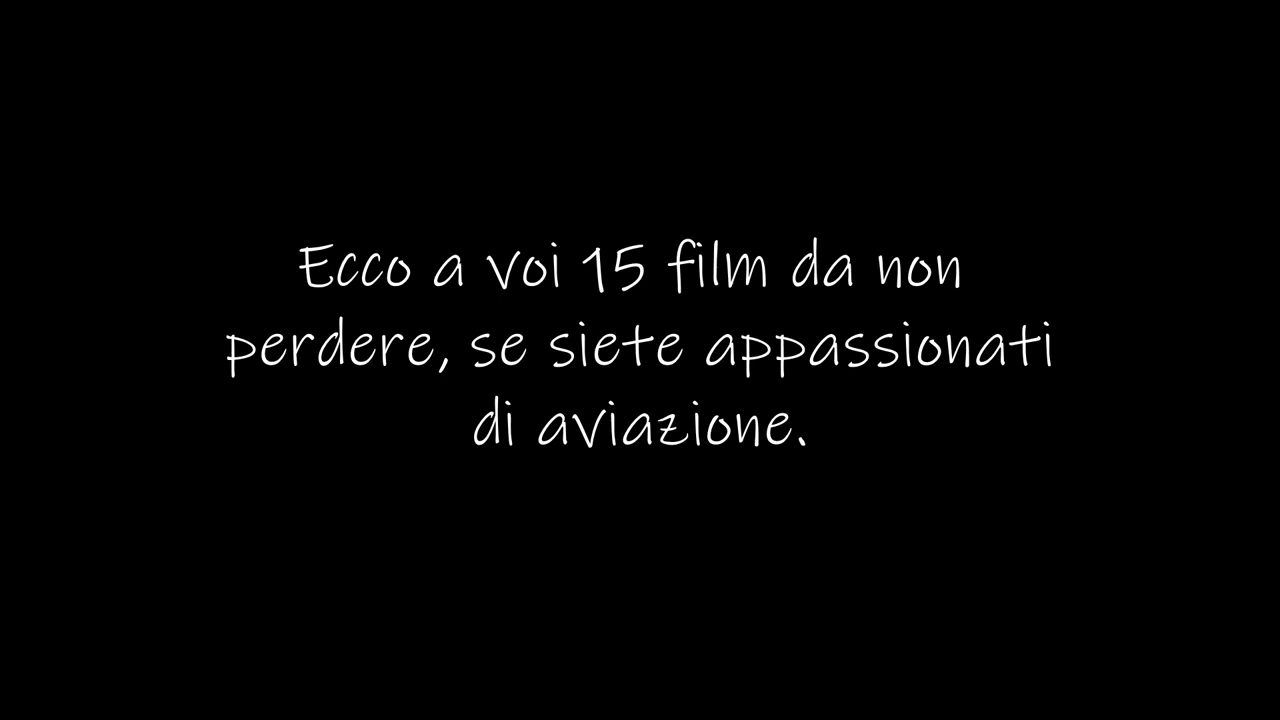 Ecco a voi 15 film da non
perdere, se siete appassionati
di aviazione.